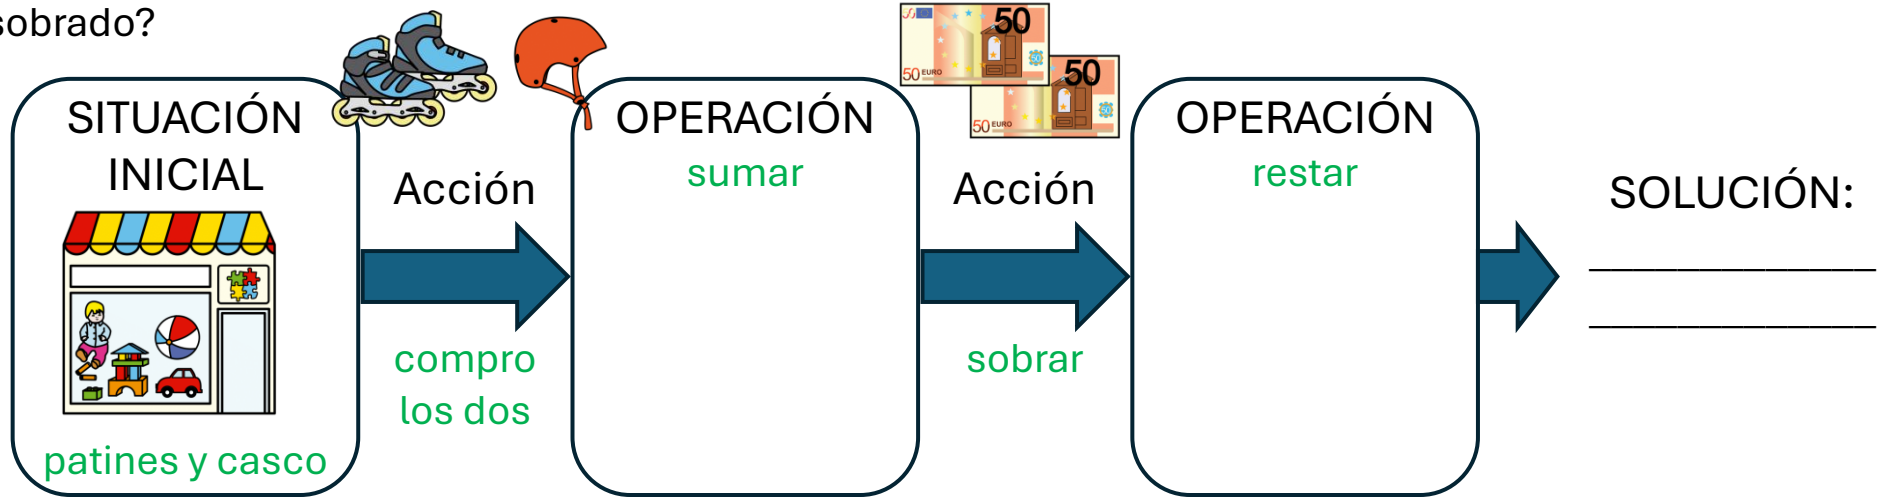 sobrado?
SITUACIÓN
INICIAL
patines y casco
Acción
compro
los dos
OPERACIÓN
sumar
50
50 EURO
50
50 EURO
Acción
sobrar
OPERACIÓN
restar
SOLUCIÓN: